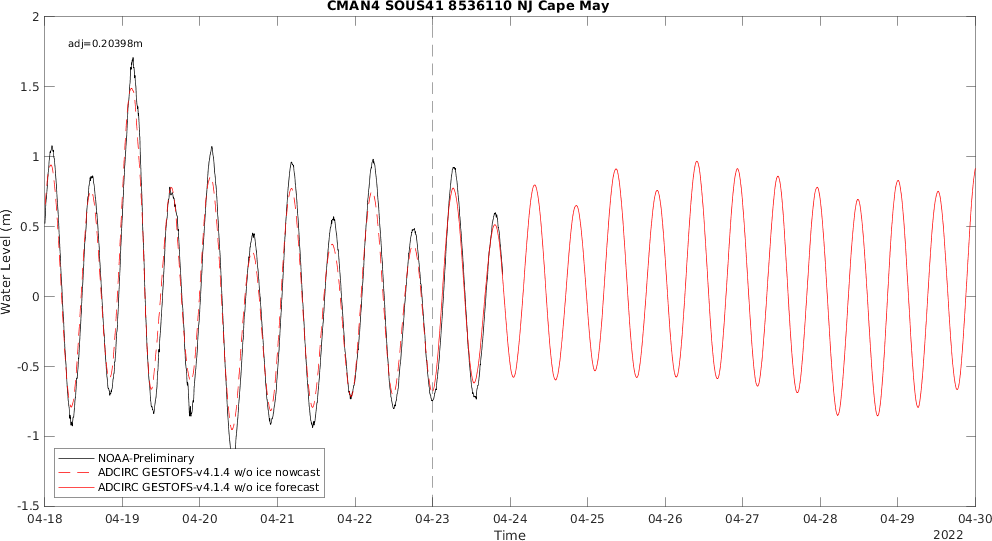 CMAN4 SOUS41 8536110 NJ Cape May
adj=0.20398m
2
1.5
1
0.5
0
-0.5
-1
-1.5
Water Level (m)
NOAA-Preliminary
ADCIRC GESTOFS-v4.1.4 w/o ice nowcast
ADCIRC GESTOFS-v4.1.4 w/o ice forecast
04-18 04-19 04-20 04-21 04-22 04-23 04-24 04-25 04-26 04-27 04-28 04-29 04-30
Time
2022